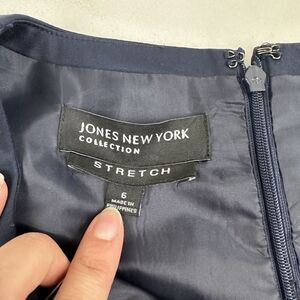 JONES NEW YORK
COLLECTION
STRETCH
6
MADE IN
PHILIPPINES